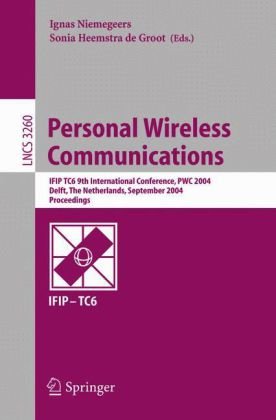 Ignas Niemegeers
Sonia Heemstra de Groot (Eds.)
LNCS 3260
Personal Wireless
Communications
IFIP TC6 9th International Conference, PWC 2004
Delft, The Netherlands, September 2004
Proceedings
IFIP – TC6
Springer